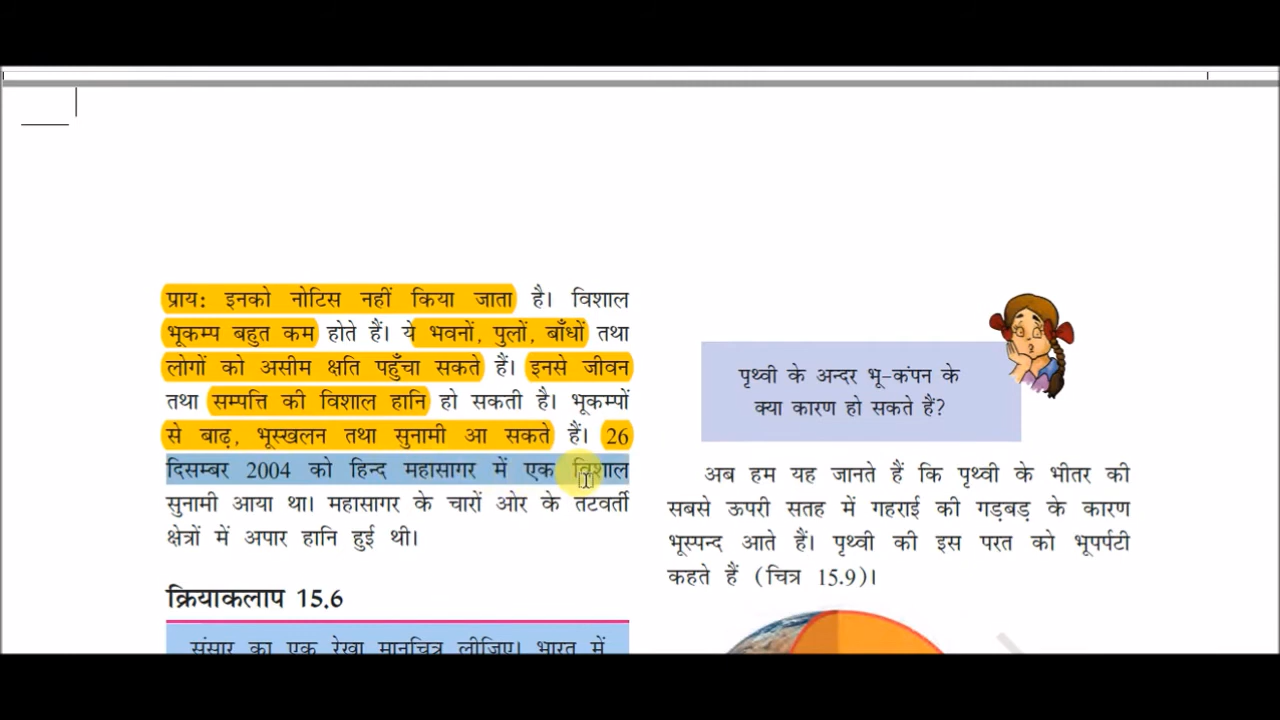 प्राय: इनको नोटिस नहीं किया जाता है। विशाल
भूकम्प बहुत कम होते हैं। ये भवनों, पुलों, बाँधों तथा
लोगों को असीम क्षति पहुँचा सकते हैं। इनसे जीवन
तथा सम्पत्ति की विशाल हानि हो सकती है। भूकम्पों
से बाढ़, भूस्खलन तथा सुनामी आ सकते हैं। 26
दिसम्बर 2004 को हिन्द महासागर में एक विशाल
सुनामी आया था। महासागर के चारों ओर के तटवर्ती
क्षेत्रों में अपार हानि हुई थी।
क्रियाकलाप 15.6
संसार का एक रेखा मानचित्र लीजिए। भारत में
पृथ्वी के अन्दर भू-कंपन के
क्या कारण हो सकते हैं?
अब हम यह जानते हैं कि पृथ्वी के भीतर की
सबसे ऊपरी सतह में गहराई की गड़बड़ के कारण
भूस्पन्द आते हैं। पृथ्वी की इस परत को भूपर्पटी
कहते हैं (चित्र 15.9)।